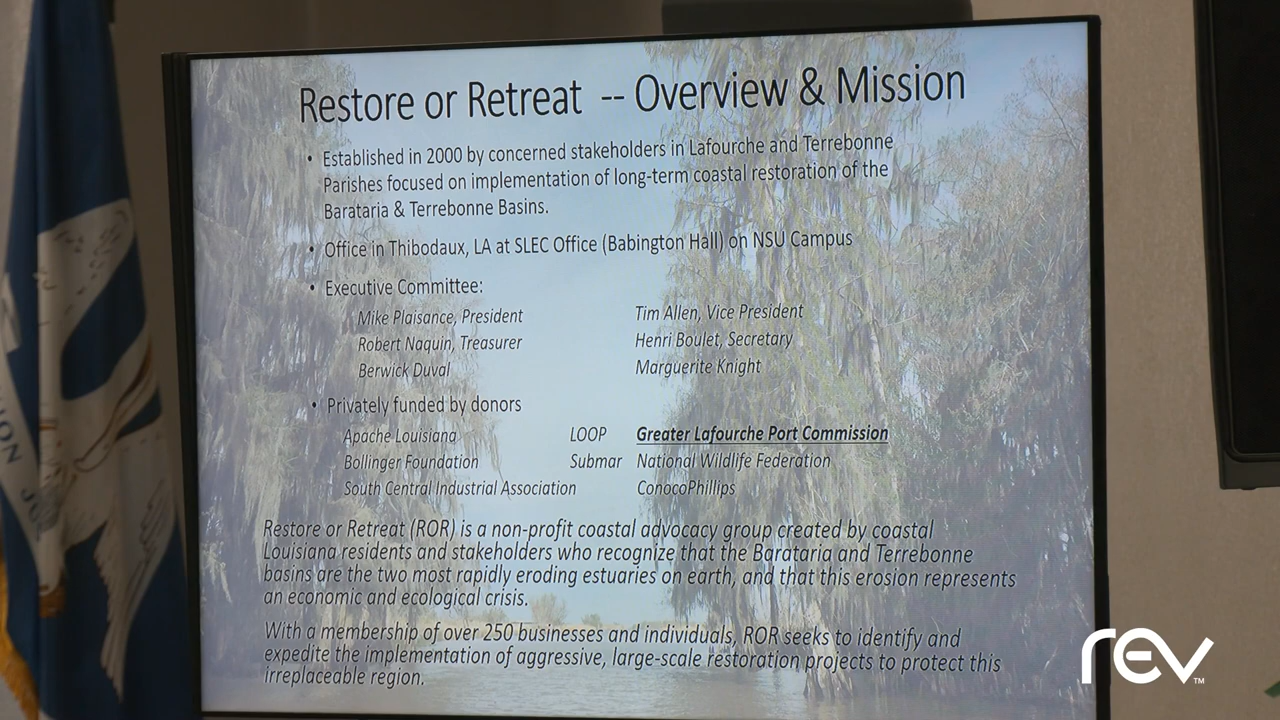 Restore or Retreat -- Overview & Mission
• Established in 2000 by concerned stakeholders in Lafourche and Terrebonne
Parishes focused on implementation of long-term coastal restoration of the
Barataria & Terrebonne Basins.
• Office in Thibodaux, LA at SLEC Office (Babington Hall) on NSU Campus
• Executive Committee:
Mike Plaisance, President Tim Allen, Vice President
Robert Naquin, Treasurer Henri Boulet, Secretary
Berwick Duval Marguerite Knight
• Privately funded by donors
Apache Louisiana LOOP Greater Lafourche Port Commission
Bollinger Foundation Submar National Wildlife Federation
South Central Industrial Association ConocoPhillips
Restore or Retreat (ROR) is a non-profit coastal advocacy group created by coastal
Louisiana residents and stakeholders who recognize that the Barataria and Terrebonne
basins are the two most rapidly eroding estuaries on earth, and that this erosion represents
an economic and ecological crisis.
With a membership of over 250 businesses and individuals, ROR seeks to identify and
expedite the implementation of aggressive, large-scale restoration projects to protect this
irreplaceable region.
rev™